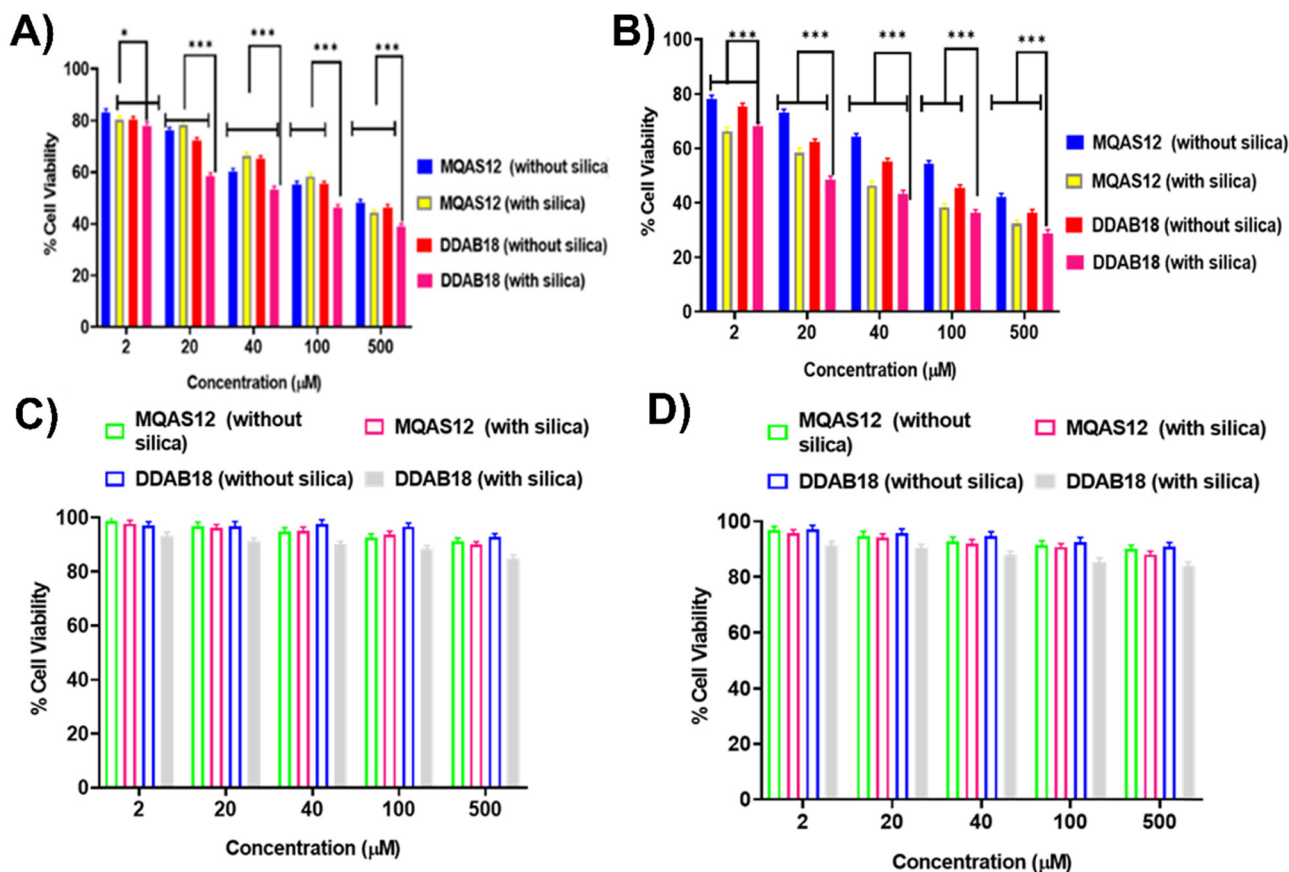 A)
* *** *** *** ***
% Cell Viability
100
80
60
40
20
0
2 20 40 100 500
Concentration (μM)
MQAS12 (without silica)
MQAS12 (with silica)
DDAB18 (without silica)
DDAB18 (with silica)
B)
*** *** *** *** ***
% Cell Viability
100
80
60
40
20
0
2 20 40 100 500
Concentration (μM)
MQAS12 (without silica)
MQAS12 (with silica)
DDAB18 (without silica)
DDAB18 (with silica)
C)
MQAS12 (without
silica)
MQAS12 (with silica)
DDAB18 (without silica)
DDAB18 (with silica)
% Cell Viability
100
80
60
40
20
0
2 20 40 100 500
Concentration (μM)
D)
MQAS12 (without
silica)
MQAS12 (with silica)
DDAB18 (without silica)
DDAB18 (with silica)
% Cell Viability
100
80
60
40
20
0
2 20 40 100 500
Concentration (μM)